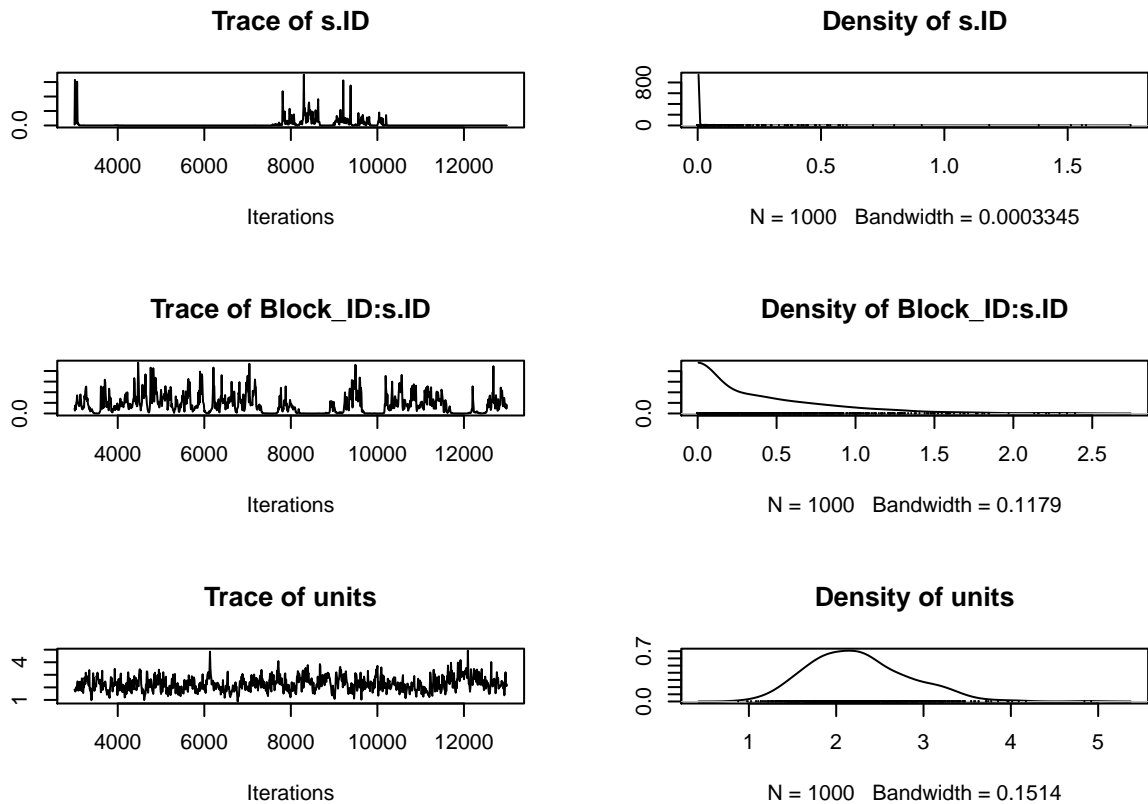 Trace of s.ID
0.0
4000 6000 8000 10000 12000
Iterations
Density of s.ID
0 800
0.0 0.5 1.0 1.5
N = 1000 Bandwidth = 0.0003345
Trace of Block_ID:s.ID
0.0
4000 6000 8000 10000 12000
Iterations
Density of Block_ID:s.ID
0.0
0.0 0.5 1.0 1.5 2.0 2.5
N = 1000 Bandwidth = 0.1179
Trace of units
1 4
4000 6000 8000 10000 12000
Iterations
Density of units
0.0 0.7
1 2 3 4 5
N = 1000 Bandwidth = 0.1514